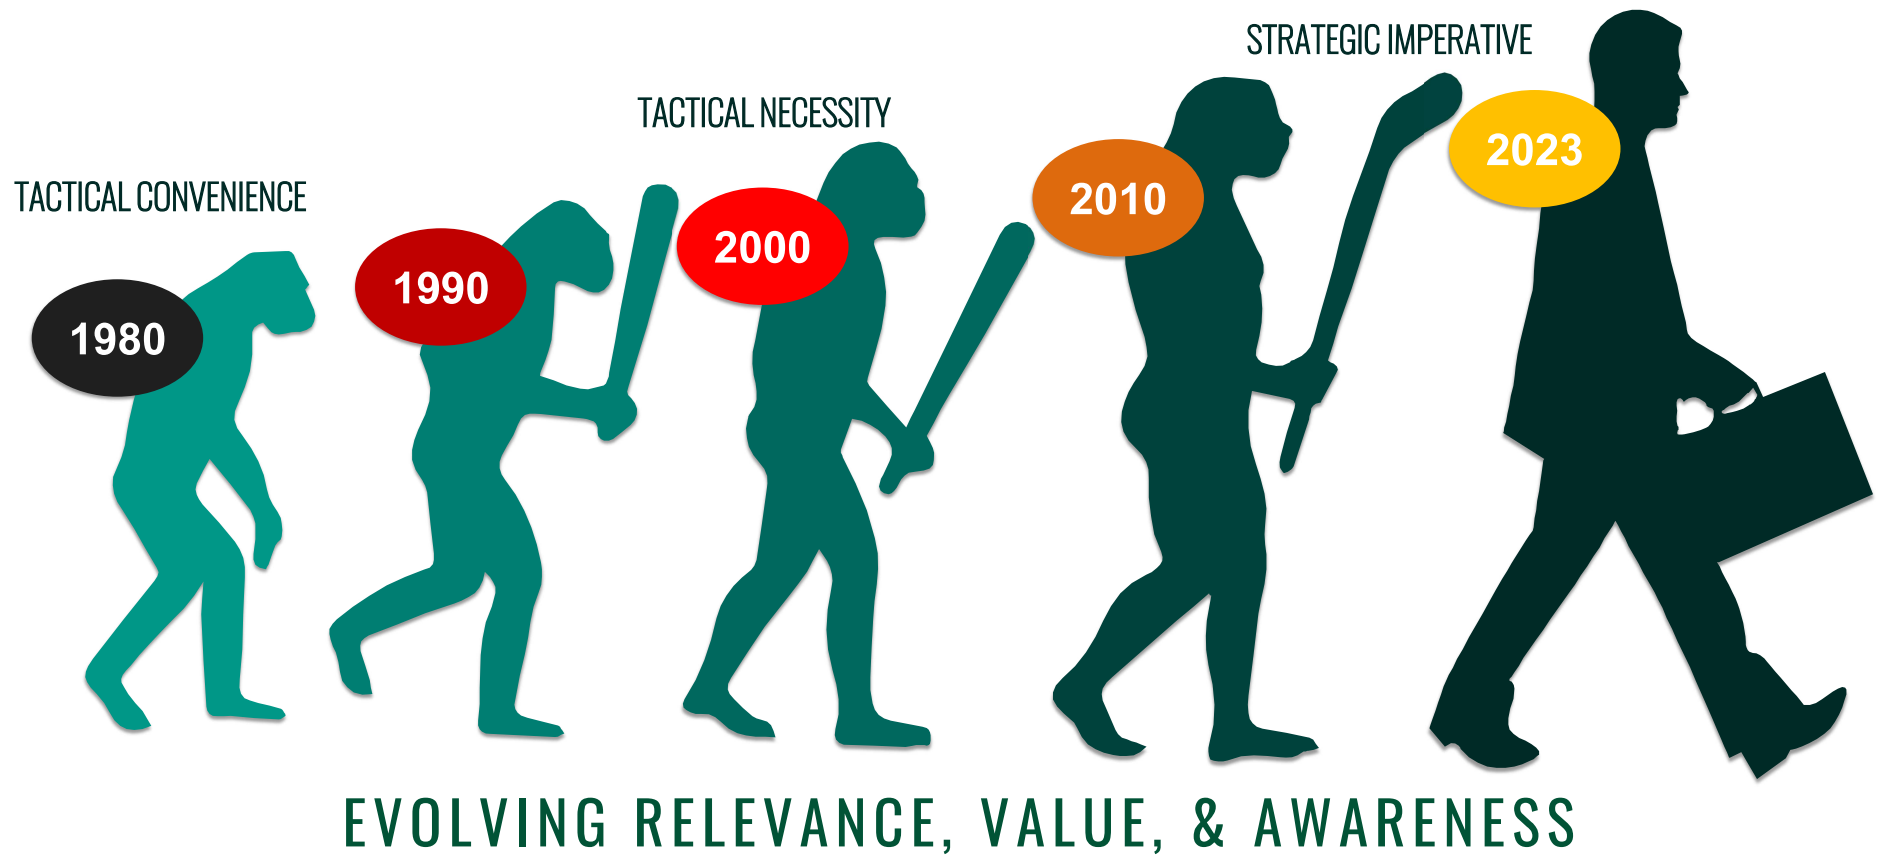 STRATEGIC IMPERATIVE
TACTICAL NECESSITY
TACTICAL CONVENIENCE
1980
1990
2000
2010
2023
EVOLVING RELEVANCE, VALUE, & AWARENESS